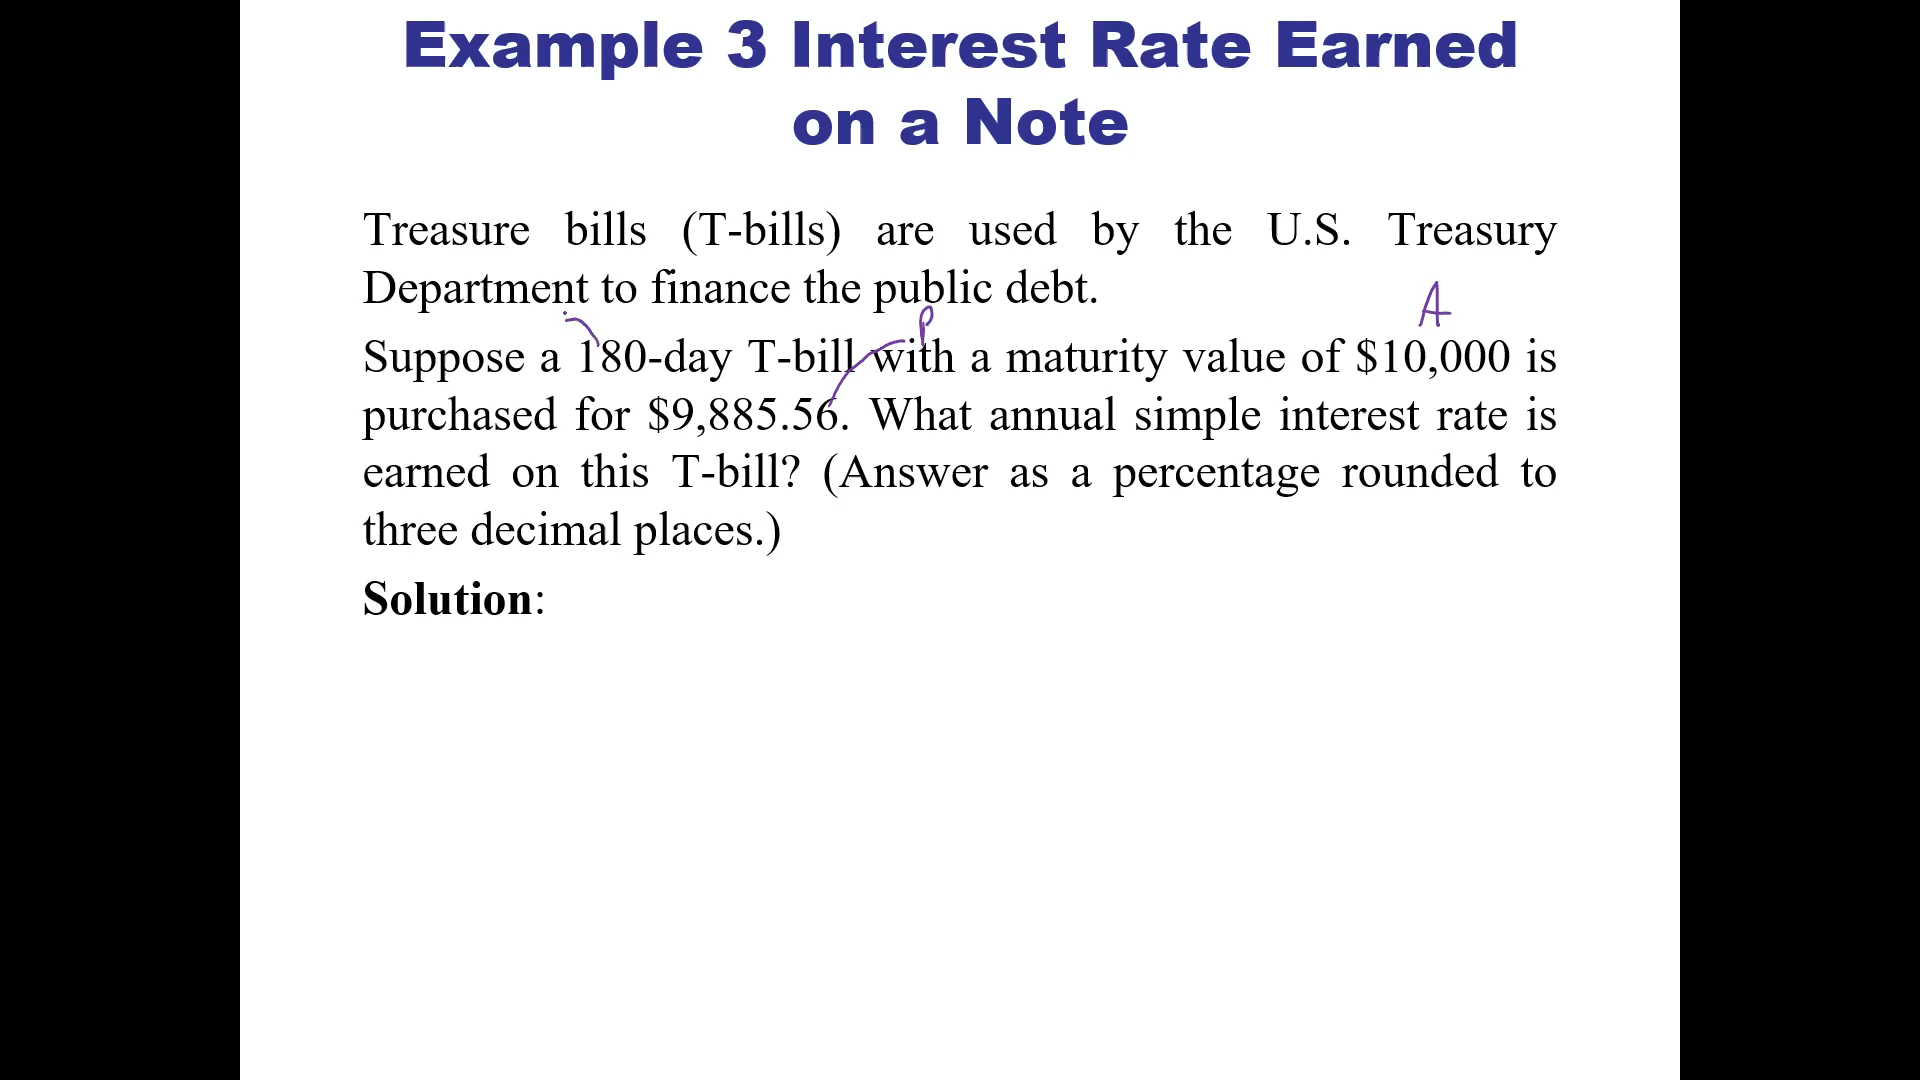 Example 3 Interest Rate Earned
on a Note
Treasure bills (T-bills) are used by the U.S. Treasury
Department to finance the public debt.
P
A
Suppose a 180-day T-bill with a maturity value of $10,000 is
purchased for $9,885.56. What annual simple interest rate is
earned on this T-bill? (Answer as a percentage rounded to
three decimal places.)
Solution: